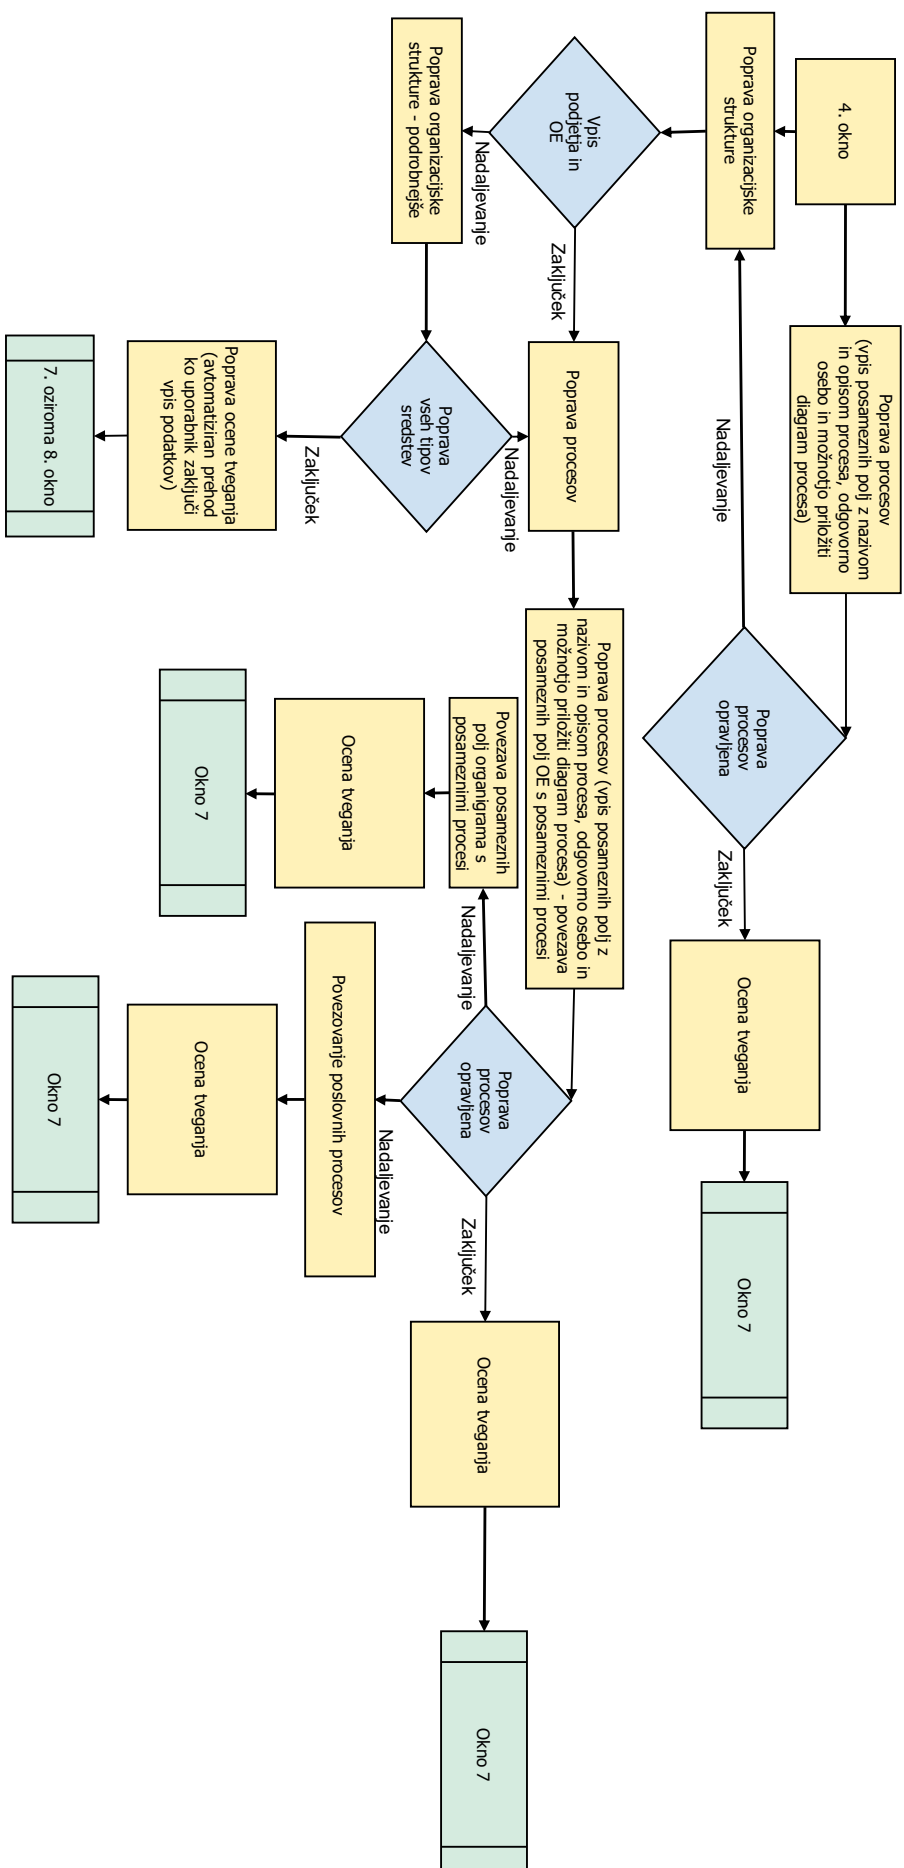 4. okno
Poprava procesov
(vpis posameznih polj z nazivom
in opisom procesa, odgovorno
osebo in možnotjo priložiti
diagram procesa)
Poprava
procesov
opravljena
Zaključek
Ocena tveganja
Okno 7
Nadaljevanje
Poprava organizacijske
strukture
Vpis
podjetja in
OE
Zaključek
Poprava procesov
Poprava procesov (vpis posameznih polj z
nazivom in opisom procesa, odgovorno osebo in
možnotjo priložiti diagram procesa) - povezava
posameznih polj OE s posameznimi procesi
Nadaljevanje
Poprava organizacijske
strukture - podrobnejše
Poprava
vseh tipov
sredstev
Nadaljevanje
Zaključek
Poprava ocene tveganja
(avtomatiziran prehod
ko uporabnik zaključi
vpis podatkov)
7. oziroma 8. okno
Poprava
procesov
opravljena
Zaključek
Ocena tveganja
Okno 7
Nadaljevanje
Povezava posameznih
polj organigrama s
posameznimi procesi
Ocena tveganja
Okno 7
Nadaljevanje
Povezovanje poslovnih procesov
Ocena tveganja
Okno 7